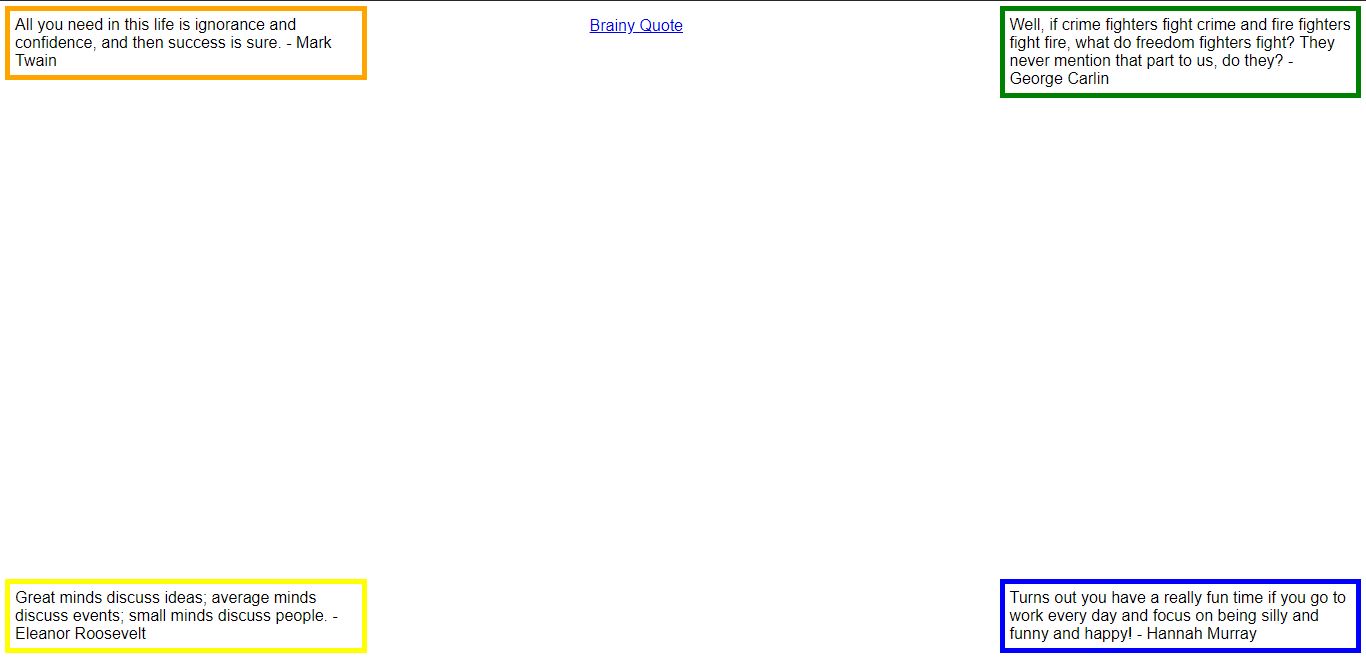 All you need in this life is ignorance and
confidence, and then success is sure. - Mark
Twain
Brainy Quote
Well, if crime fighters fight crime and fire fighters
fight fire, what do freedom fighters fight? They
never mention that part to us, do they? -
George Carlin
Great minds discuss ideas; average minds
discuss events; small minds discuss people. -
Eleanor Roosevelt
Turns out you have a really fun time if you go to
work every day and focus on being silly and
funny and happy! - Hannah Murray